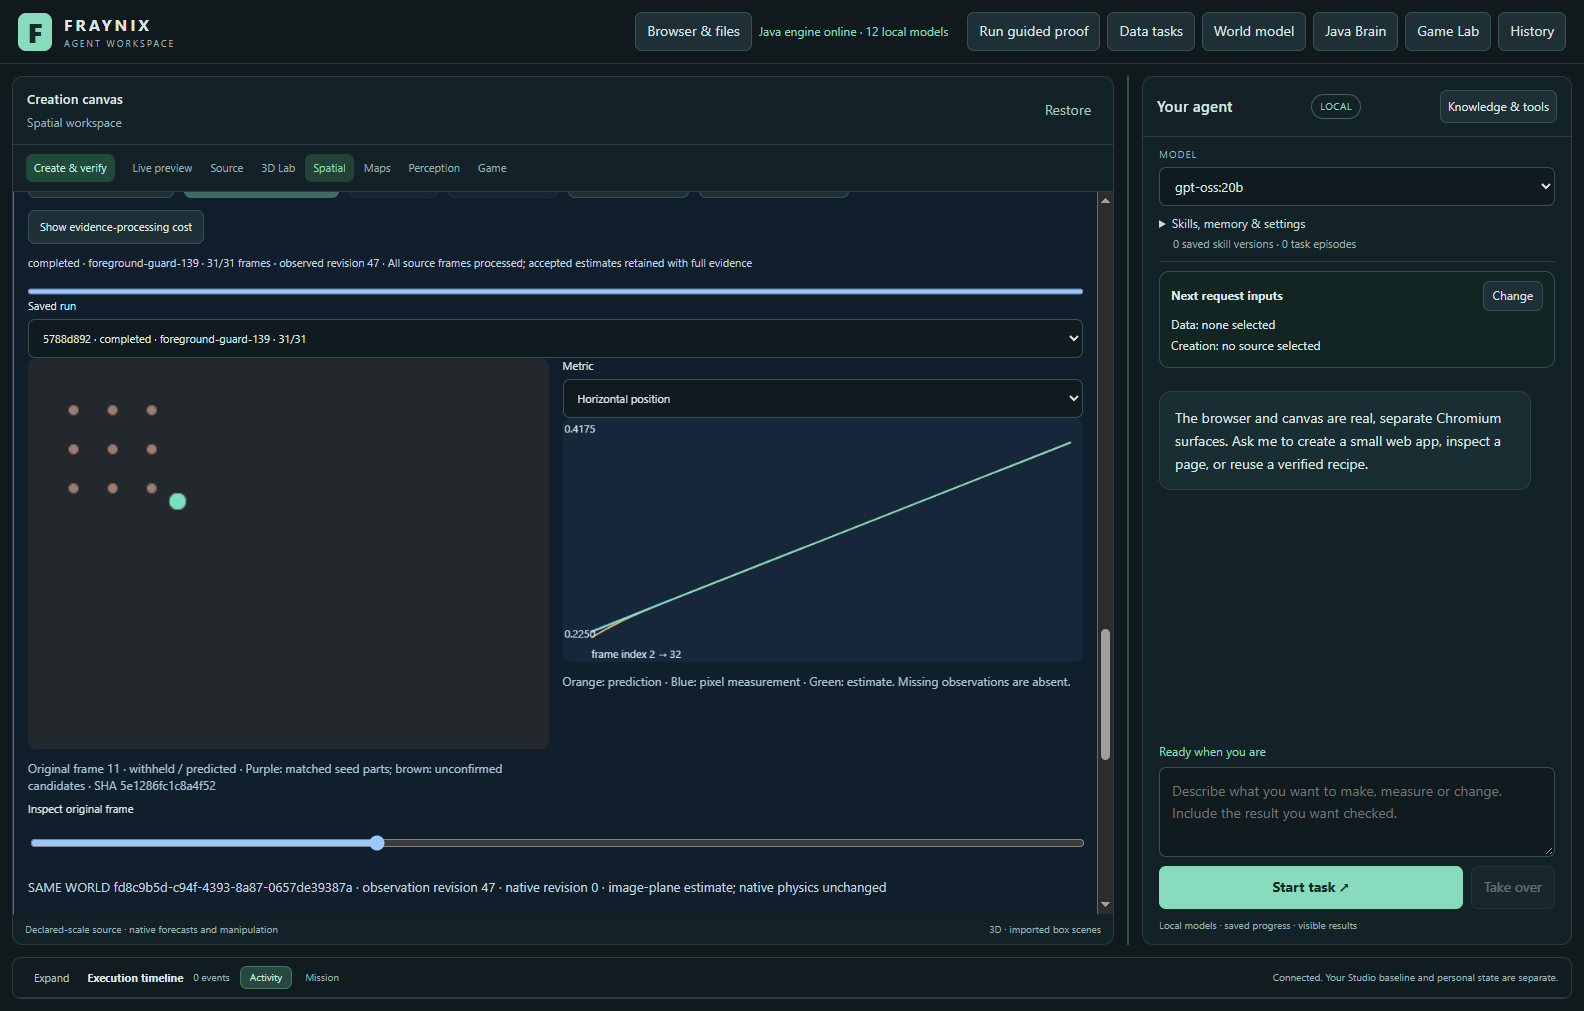 F
FRAYNIX
AGENT WORKSPACE
Browser & files
Java engine online · 12 local models
Run guided proof
Data tasks
World model
Java Brain
Game Lab
History
Creation canvas
Spatial workspace
Restore
Create & verify
Live preview
Source
3D Lab
Spatial
Maps
Perception
Game
Show evidence-processing cost
completed · foreground-guard-139 · 31/31 frames · observed revision 47 · All source frames processed; accepted estimates retained with full evidence
Saved run
5788d892 · completed · foreground-guard-139 · 31/31
Metric
Horizontal position
0.4175
0.2250
frame index 2 → 32
Orange: prediction · Blue: pixel measurement · Green: estimate. Missing observations are absent.
Original frame 11 · withheld / predicted · Purple: matched seed parts; brown: unconfirmed
candidates · SHA 5e1286fc1c8a4f52
Inspect original frame
SAME WORLD fd8c9b5d-c94f-4393-8a87-0657de39387a · observation revision 47 · native revision 0 · image-plane estimate; native physics unchanged
Declared-scale source · native forecasts and manipulation
3D · imported box scenes
Your agent
LOCAL
Knowledge & tools
MODEL
gpt-oss:20b
Skills, memory & settings
0 saved skill versions · 0 task episodes
Next request inputs
Change
Data: none selected
Creation: no source selected
The browser and canvas are real, separate Chromium
surfaces. Ask me to create a small web app, inspect a
page, or reuse a verified recipe.
Ready when you are
Describe what you want to make, measure or change.
Include the result you want checked.
Start task ↗
Take over
Local models · saved progress · visible results
Expand
Execution timeline
0 events
Activity
Mission
Connected. Your Studio baseline and personal state are separate.